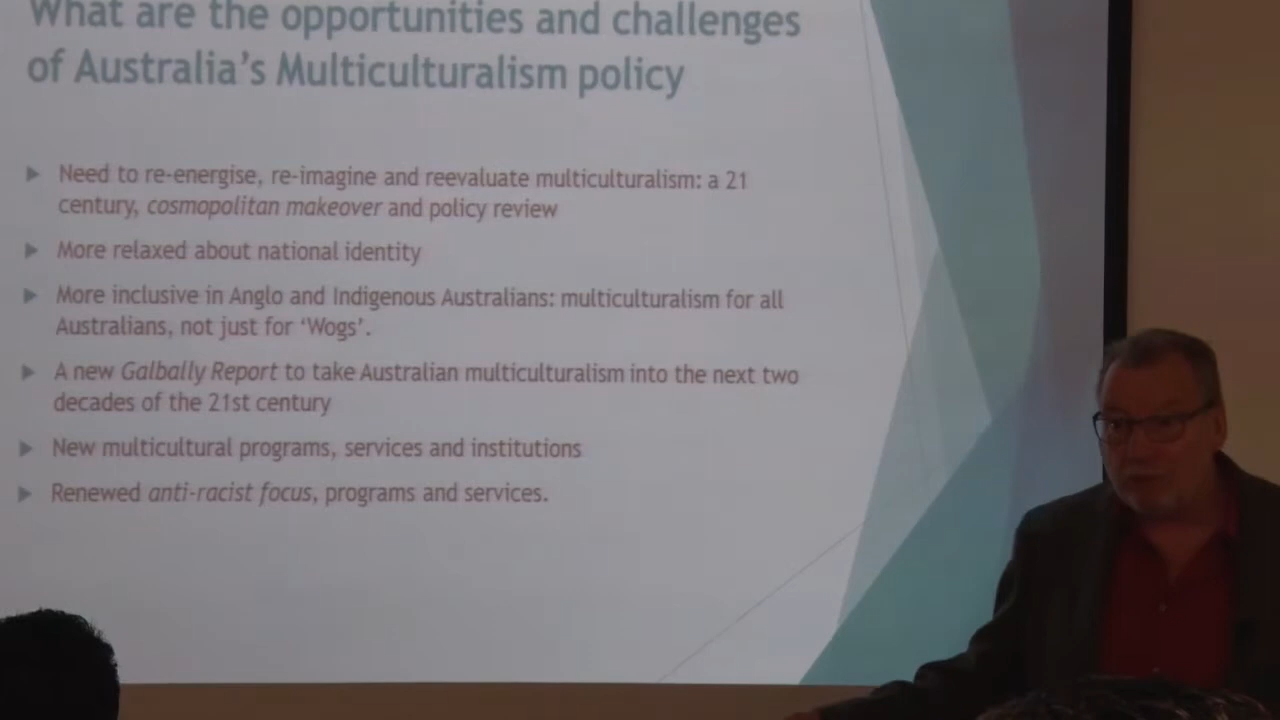 What are the opportunities and challenges
of Australia's Multiculturalism policy
Need to re-energise, re-imagine and reevaluate multiculturalism: a 21
century, cosmopolitan makeover and policy review
More relaxed about national identity
More inclusive in Anglo and Indigenous Australians: multiculturalism for all
Australians, not just for ‘Wogs’.
A new Galbally Report to take Australian multiculturalism into the next two
decades of the 21st century
New multicultural programs, services and institutions
Renewed anti-racist focus, programs and services.